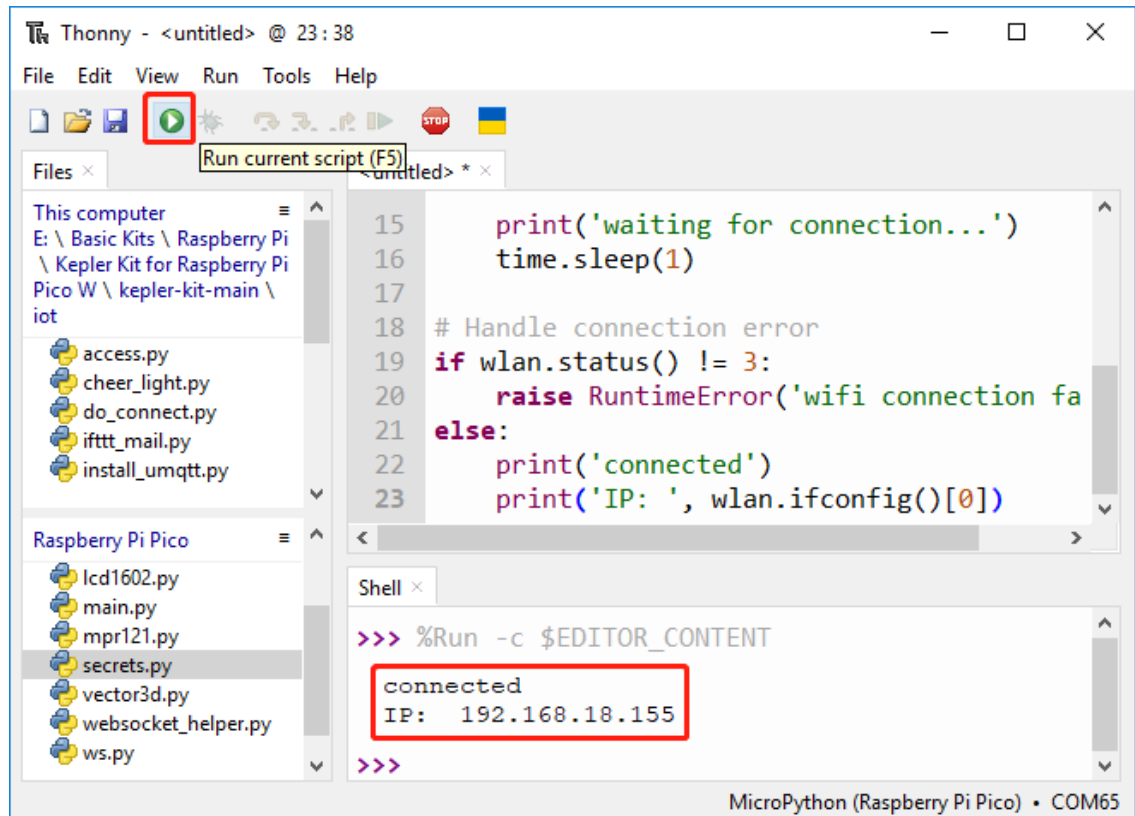 Thonny - <untitled> @ 23:38
File Edit View Run Tools Help
STOP
Run current script (F5)
Files
<untitled> *
This computer
E: \ Basic Kits \ Raspberry Pi
\ Kepler Kit for Raspberry Pi
Pico W \ kepler-kit-main \
iot
access.py
cheer_light.py
do_connect.py
ifttt_mail.py
install_umqtt.py
15 print('waiting for connection...')
16 time.sleep(1)
17
18 # Handle connection error
19 if wlan.status() != 3:
20 raise RuntimeError('wifi connection fa
21 else:
22 print('connected')
23 print('IP: ', wlan.ifconfig()[0])
Raspberry Pi Pico
lcd1602.py
main.py
mpr121.py
secrets.py
vector3d.py
websocket_helper.py
ws.py
Shell
>>> %Run -c $EDITOR_CONTENT
connected
IP: 192.168.18.155
>>>
MicroPython (Raspberry Pi Pico) • COM65